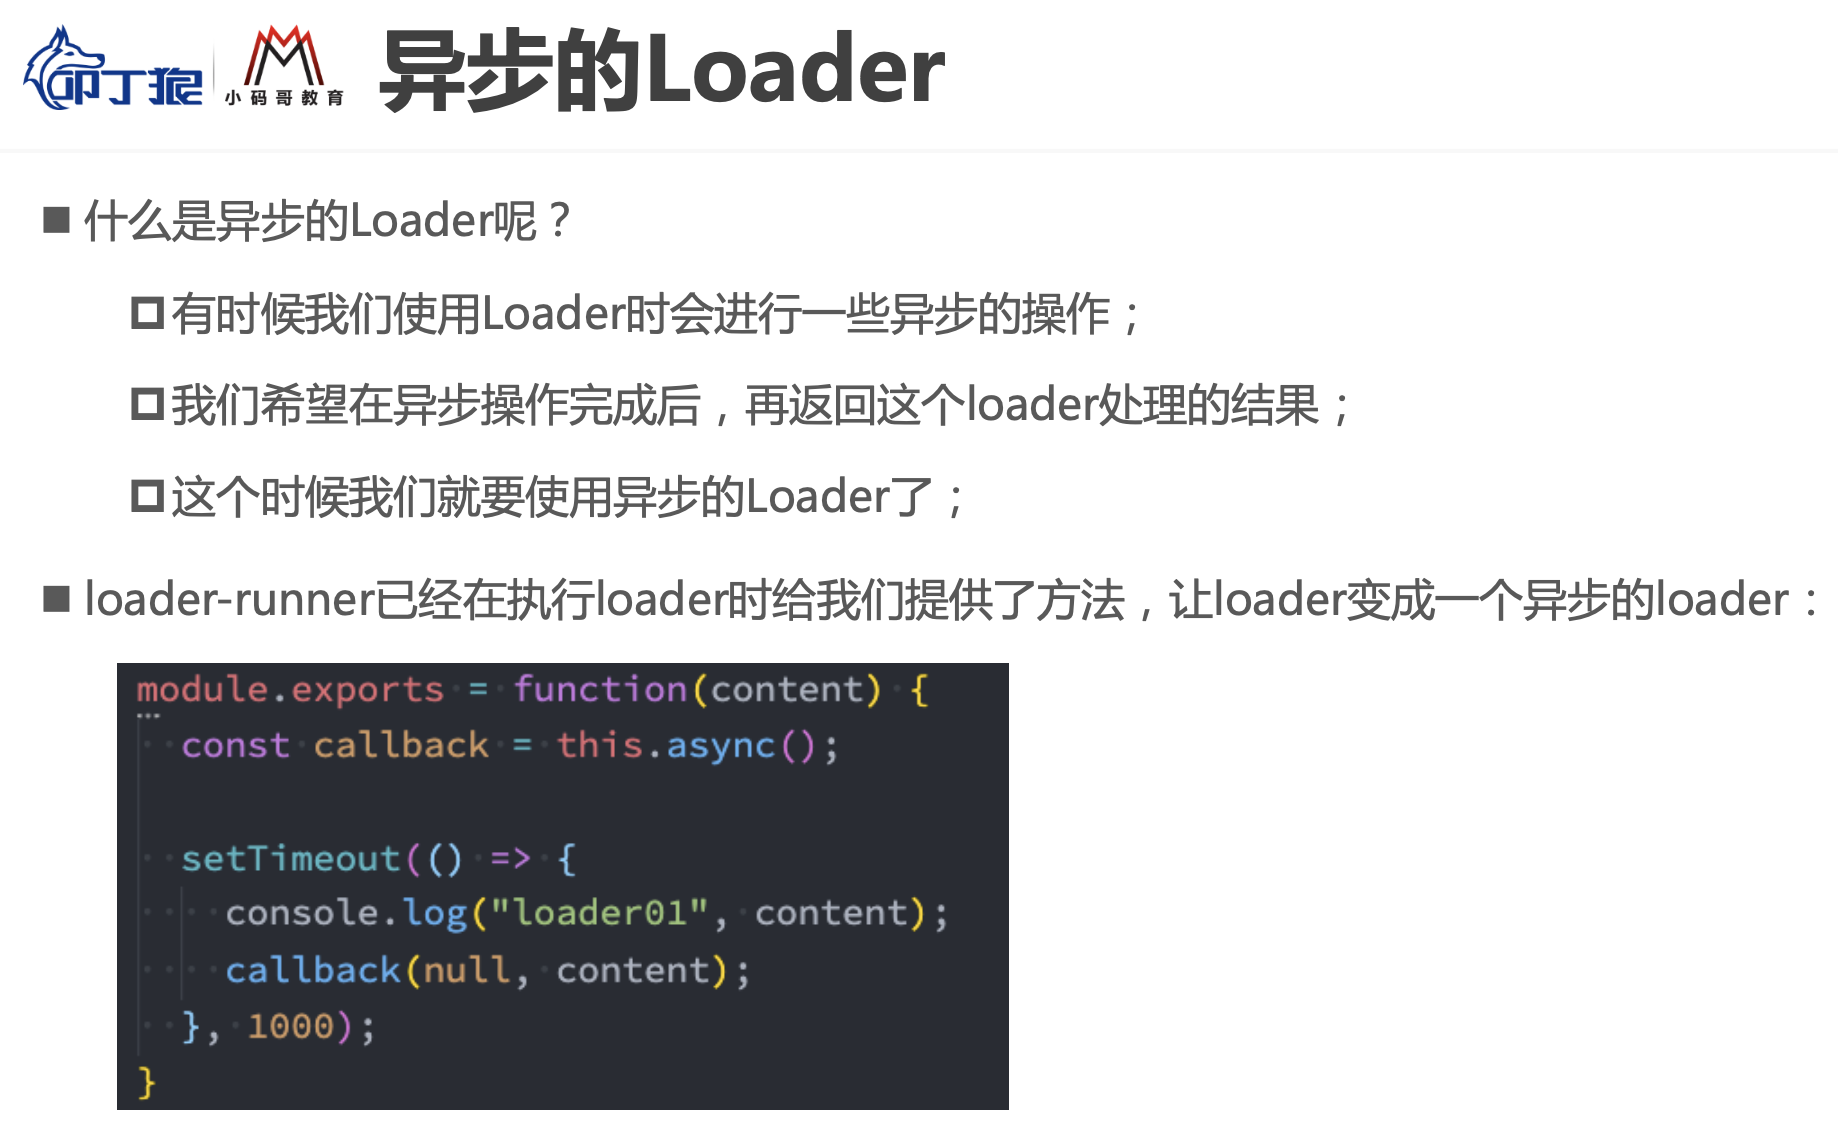 叩丁狼
小码哥教育
异步的Loader
什么是异步的Loader呢？
有时候我们使用Loader时会进行一些异步的操作；
我们希望在异步操作完成后，再返回这个loader处理的结果；
这个时候我们就要使用异步的Loader了；
loader-runner已经在执行loader时给我们提供了方法，让loader变成一个异步的loader：
module.exports = function(content) {
  const callback = this.async();
  setTimeout(() => {
    console.log("loader01", content);
    callback(null, content);
  }, 1000);
}